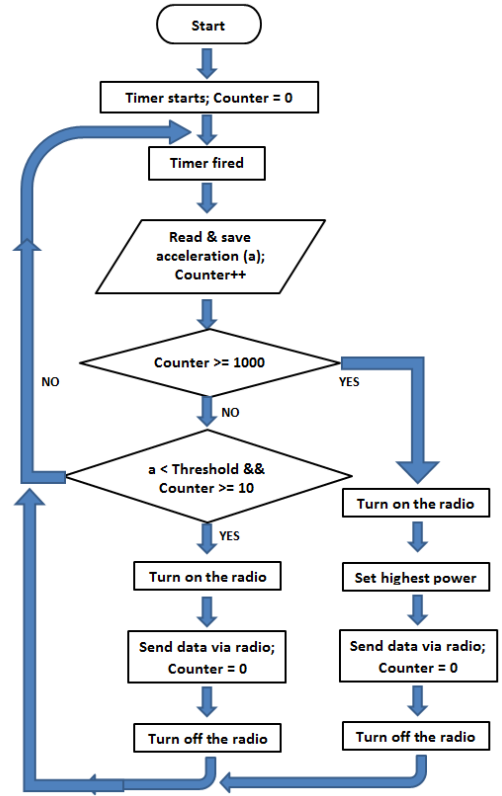 Start
Timer starts; Counter = 0
Timer fired
Read & save
acceleration (a);
Counter++
Counter >= 1000
NO
YES
NO
a < Threshold &&
Counter >= 10
YES
Turn on the radio
Turn on the radio
Set highest power
Send data via radio;
Counter = 0
Send data via radio;
Counter = 0
Turn off the radio
Turn off the radio